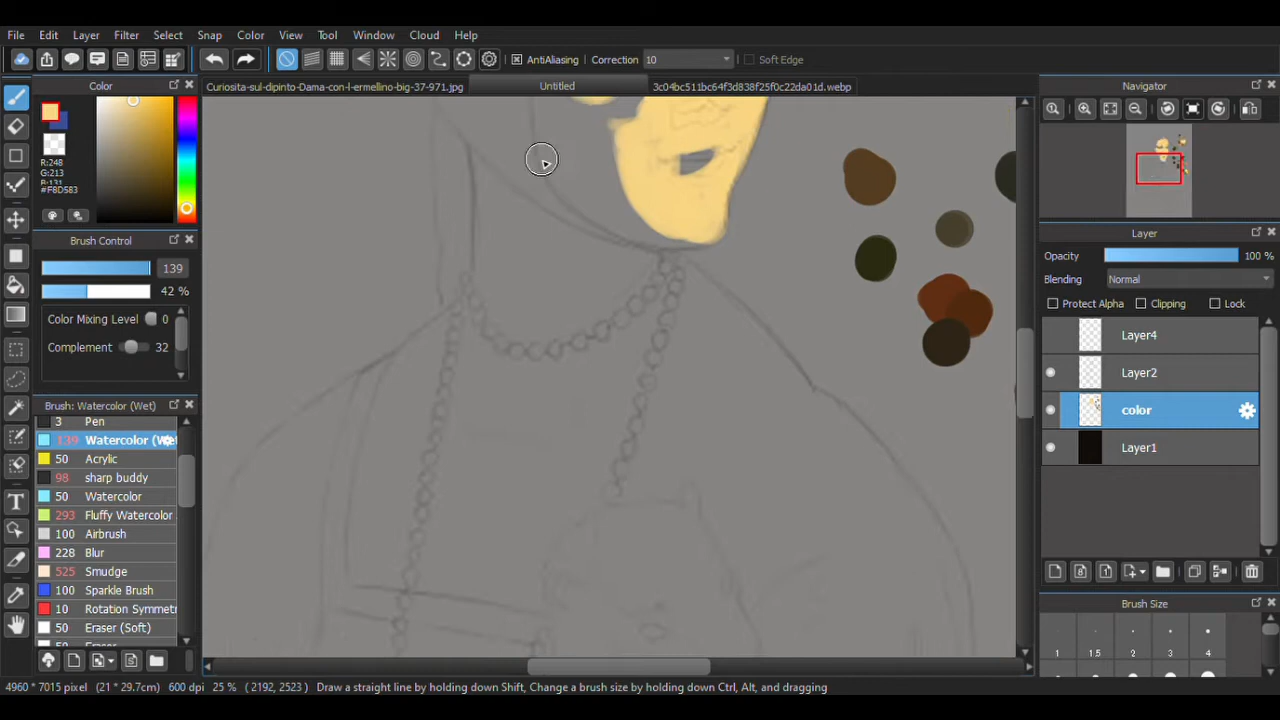 File Edit Layer Filter Select Snap Color View Tool Window Cloud Help
AntiAliasing Correction 10 Soft Edge
Color
Curiosita-sul-dipinto-Dama-con-l-ermellino-big-37-971.jpg Untitled 3c04bc511bc64f3d838f25f0c22da01d.webp
Navigator
R:248
G:213
B:131
#F8D583
Brush Control
139
42 %
Color Mixing Level 0
Complement 32
Brush: Watercolor (Wet)
3 Pen
139 Watercolor (Wet
50 Acrylic
98 sharp buddy
50 Watercolor
293 Fluffy Watercolor
100 Airbrush
228 Blur
525 Smudge
100 Sparkle Brush
10 Rotation Symmetr
50 Eraser (Soft)
50 Eraser
Layer
Opacity 100 %
Blending Normal
Protect Alpha Clipping Lock
Layer4
Layer2
color
Layer1
Brush Size
1 1.5 2 3 4
4960 * 7015 pixel (21 * 29.7cm) 600 dpi 25 % ( 2192, 2523 ) Draw a straight line by holding down Shift, Change a brush size by holding down Ctrl, Alt, and dragging